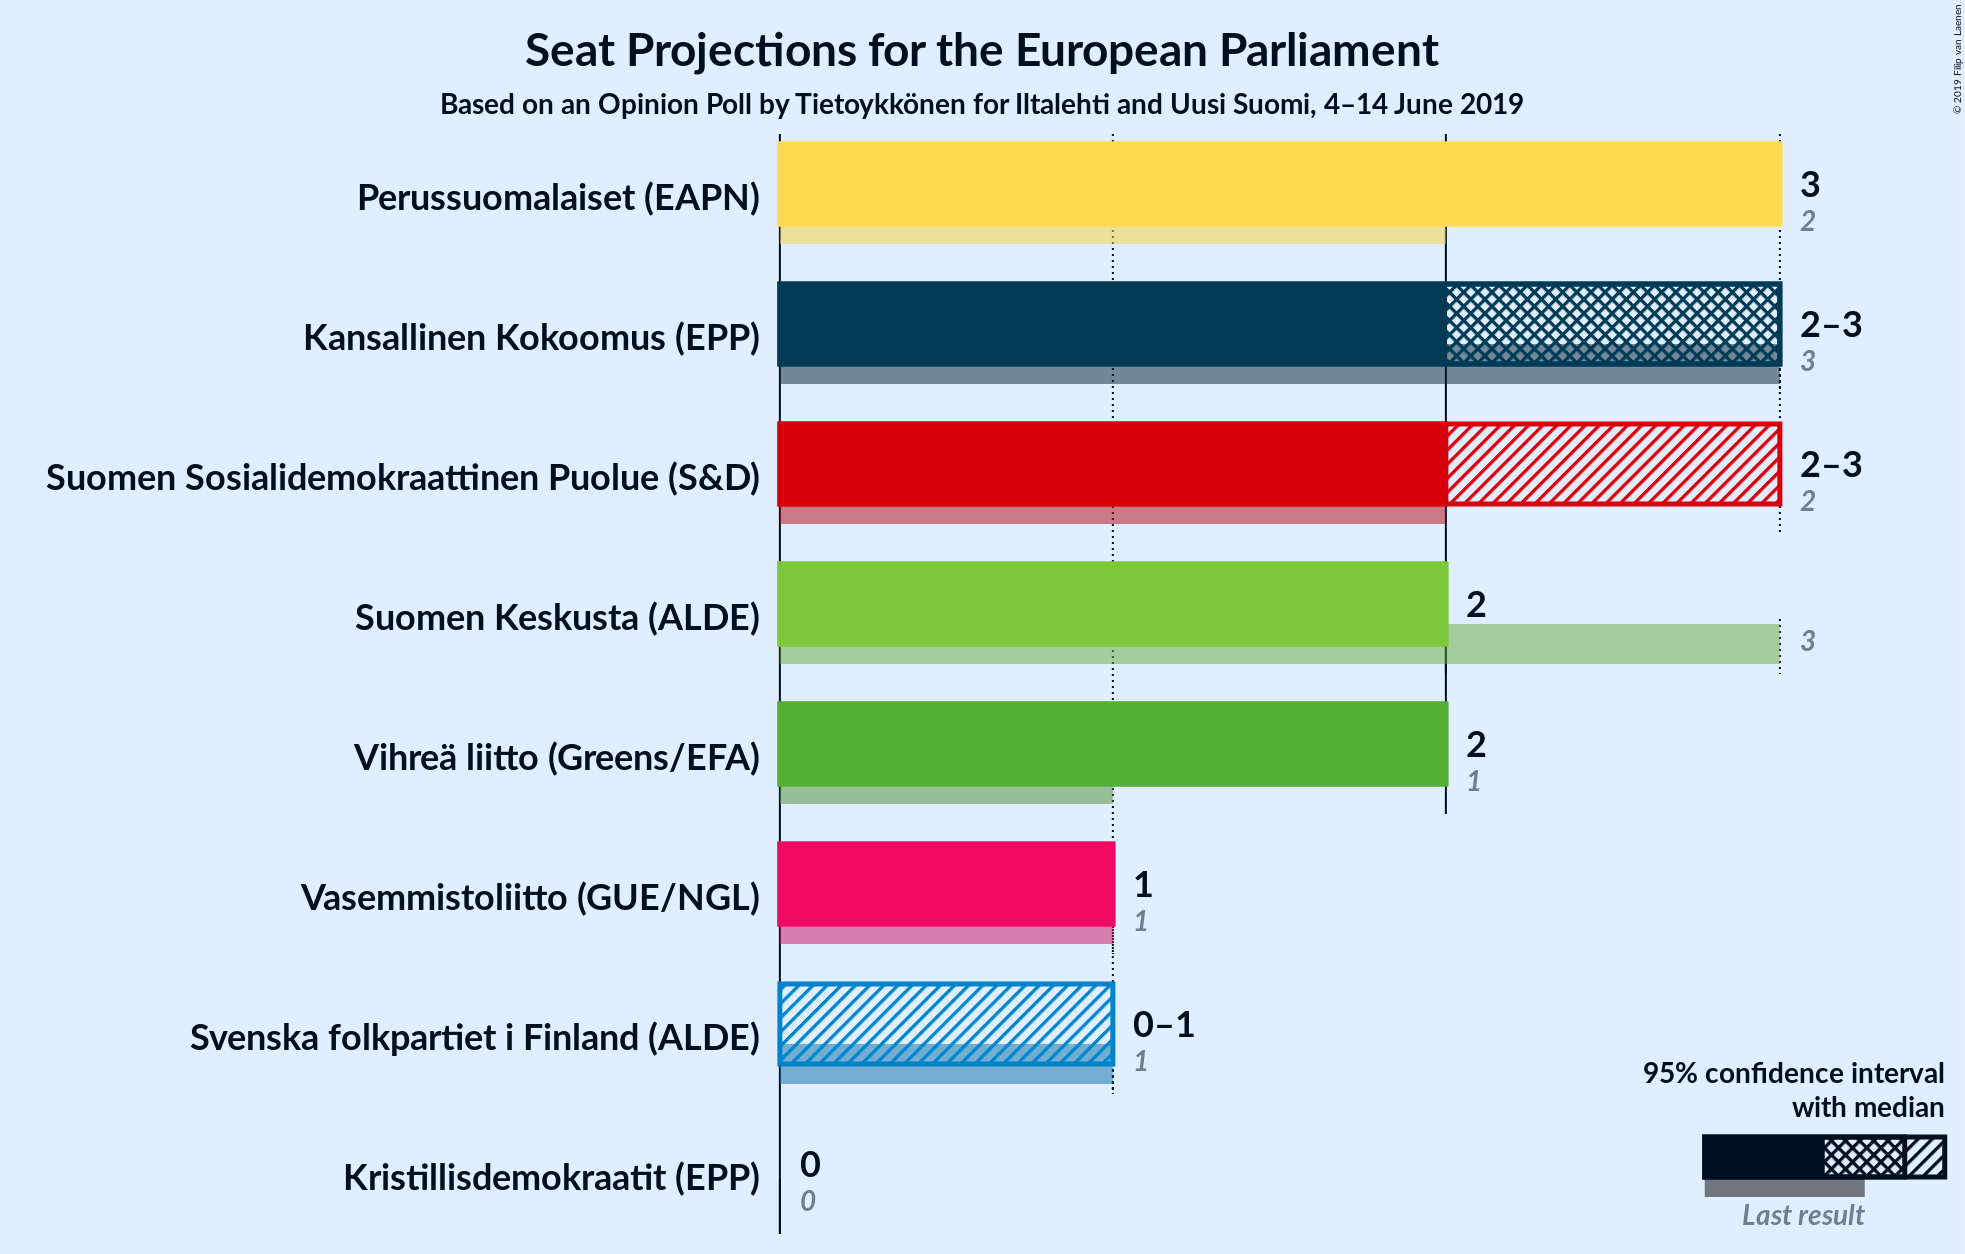 Seat Projections for the European Parliament
Based on an Opinion Poll by Tietoykkönen for Iltalehti and Uusi Suomi, 4–14 June 2019
© 2019 Filip van Laenen
Perussuomalaiset (EAPN)
3
2
Kansallinen Kokoomus (EPP)
2–3
3
Suomen Sosialidemokraattinen Puolue (S&D)
2–3
2
Suomen Keskusta (ALDE)
2
3
Vihreä liitto (Greens/EFA)
2
1
Vasemmistoliitto (GUE/NGL)
1
1
Svenska folkpartiet i Finland (ALDE)
0–1
1
Kristillisdemokraatit (EPP)
0
0
95% confidence interval
with median
Last result